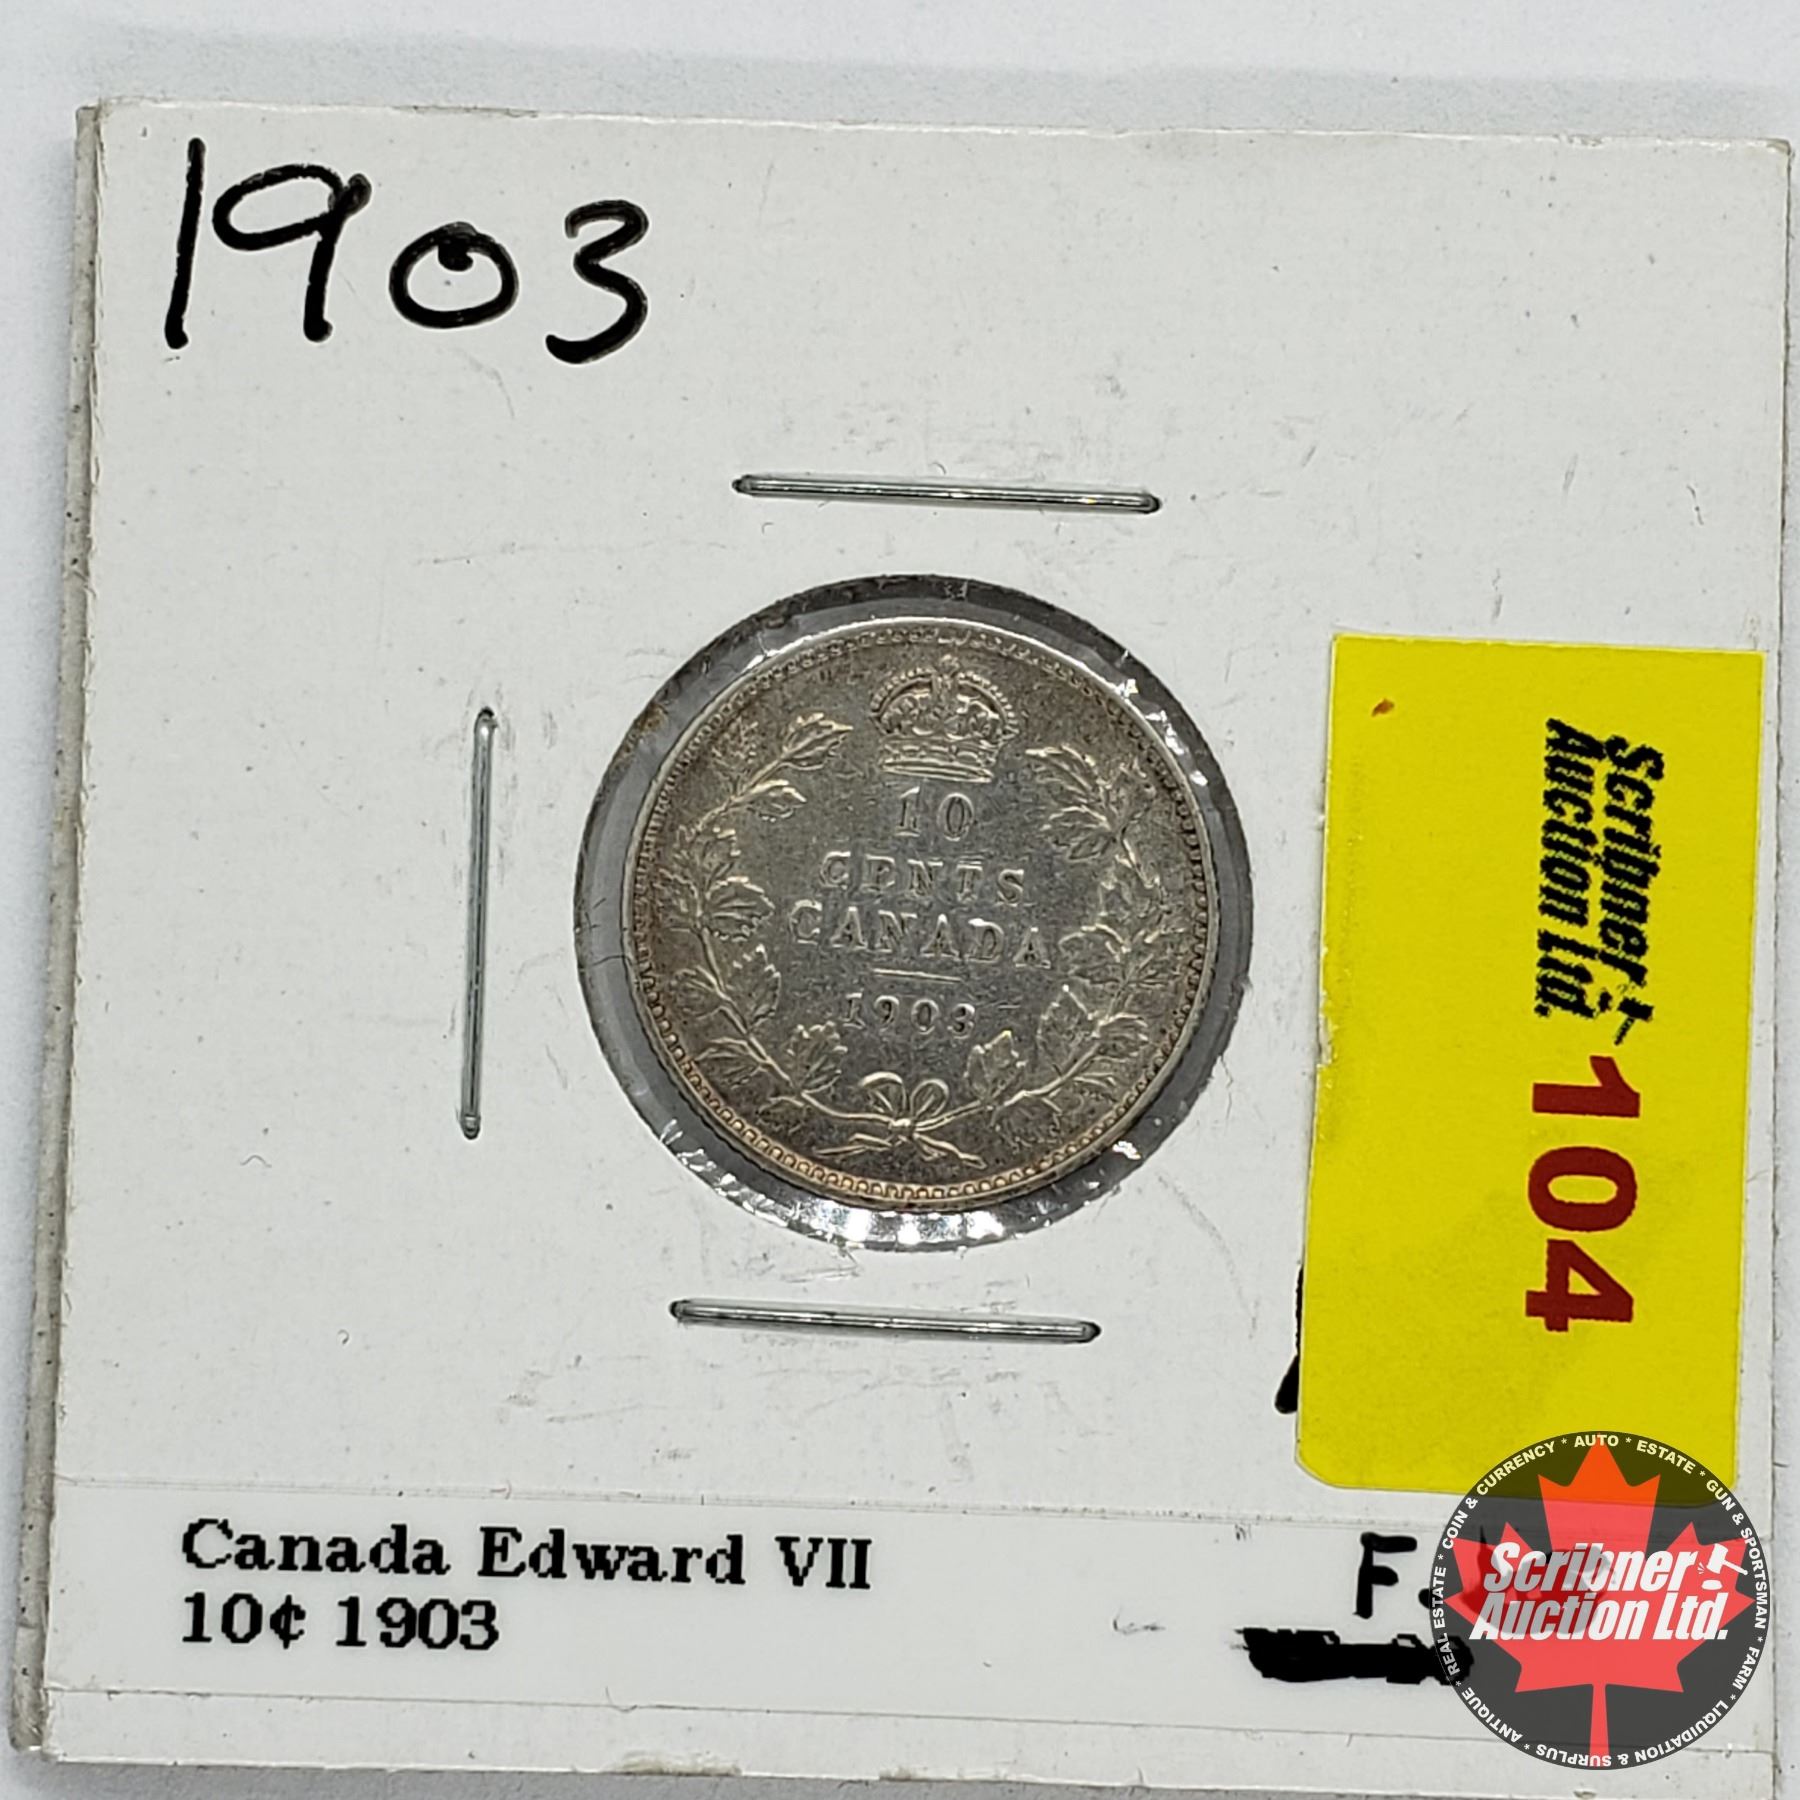 1903
10
CENTS
CANADA
1903
Scribner
Auction Ltd.
104
Canada Edward VII
10¢ 1903
F.
Scribner
Auction Ltd.
REAL ESTATE * COIN & CURRENCY * AUTO * ESTATE * GUN & SPORTSMAN * FARM * LIQUIDATION & SURPLUS * ANTIQUE *